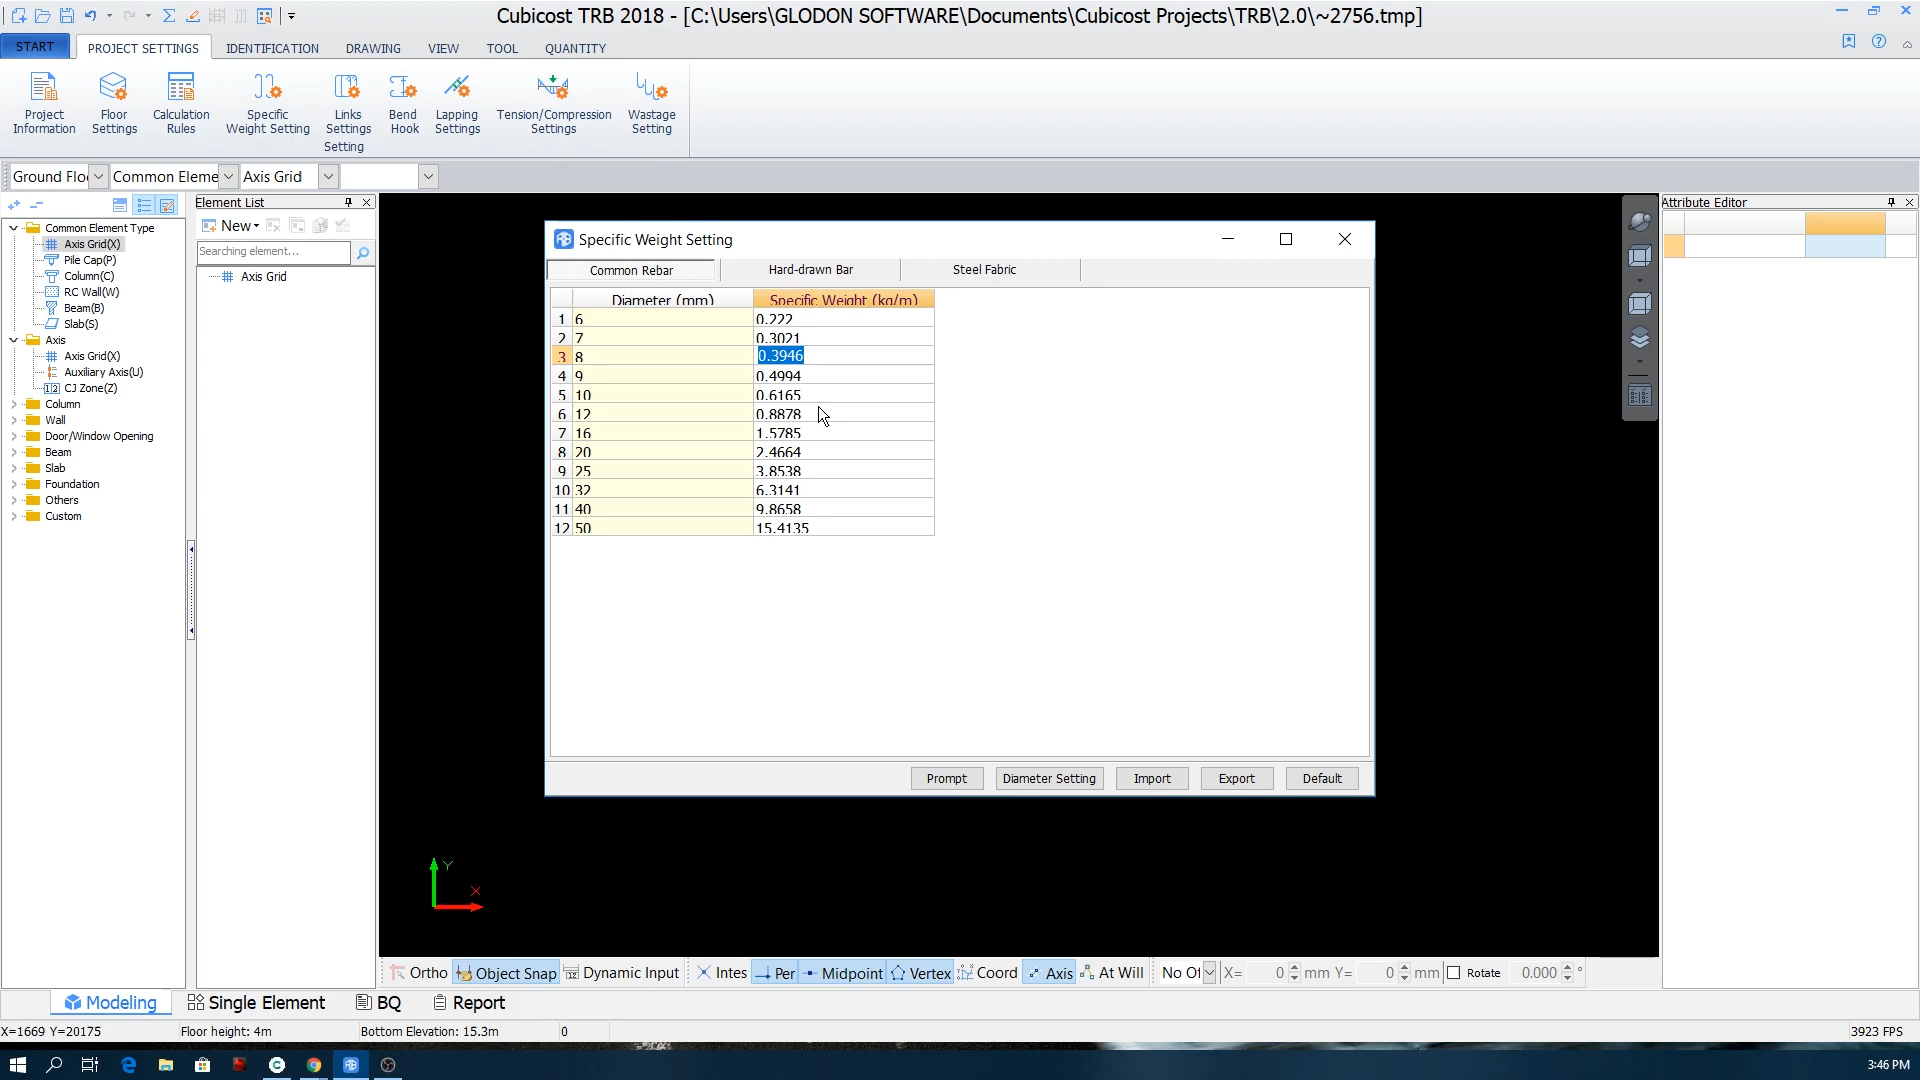 Cubicost TRB 2018 - [C:\Users\GLODON SOFTWARE\Documents\Cubicost Projects\TRB\2.0\~2756.tmp]
START PROJECT SETTINGS IDENTIFICATION DRAWING VIEW TOOL QUANTITY
Project Information
Floor Settings
Calculation Rules
Specific Weight Setting
Links Settings
Bend Hook
Lapping Settings
Tension/Compression Settings
Wastage Setting
Setting
Ground Flo Common Eleme Axis Grid
Common Element Type
Axis Grid(X)
Pile Cap(P)
Column(C)
RC Wall(W)
Beam(B)
Slab(S)
Axis
Axis Grid(X)
Auxiliary Axis(U)
CJ Zone(Z)
Column
Wall
Door/Window Opening
Beam
Slab
Foundation
Others
Custom
Element List
New
Searching element...
Axis Grid
Specific Weight Setting
Common Rebar Hard-drawn Bar Steel Fabric
Diameter (mm) Specific Weight (kg/m)
1 6 0.222
2 7 0.3021
3 8 0.3946
4 9 0.4994
5 10 0.6165
6 12 0.8878
7 16 1.5785
8 20 2.4664
9 25 3.8538
10 32 6.3141
11 40 9.8658
12 50 15.4135
Prompt Diameter Setting Import Export Default
Attribute Editor
Y
X
Ortho Object Snap Dynamic Input Intes Per Midpoint Vertex Coord Axis At Will No Of X= 0 mm Y= 0 mm Rotate 0.000 °
Modeling Single Element BQ Report
X=1669 Y=20175 Floor height: 4m Bottom Elevation: 15.3m 0 3923 FPS
3:46 PM